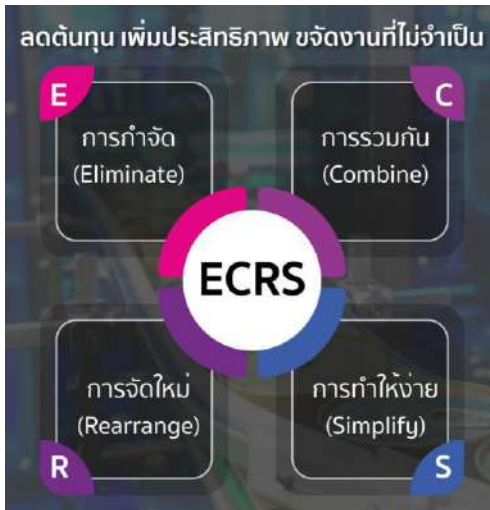 ลดต้นทุน เพิ่มประสิทธิภาพ ขจัดงานที่ไม่จำเป็น
E
การกำจัด
(Eliminate)
C
การรวมกัน
(Combine)
ECRS
การจัดใหม่
(Rearrange)
R
การทำให้ง่าย
(Simplify)
S